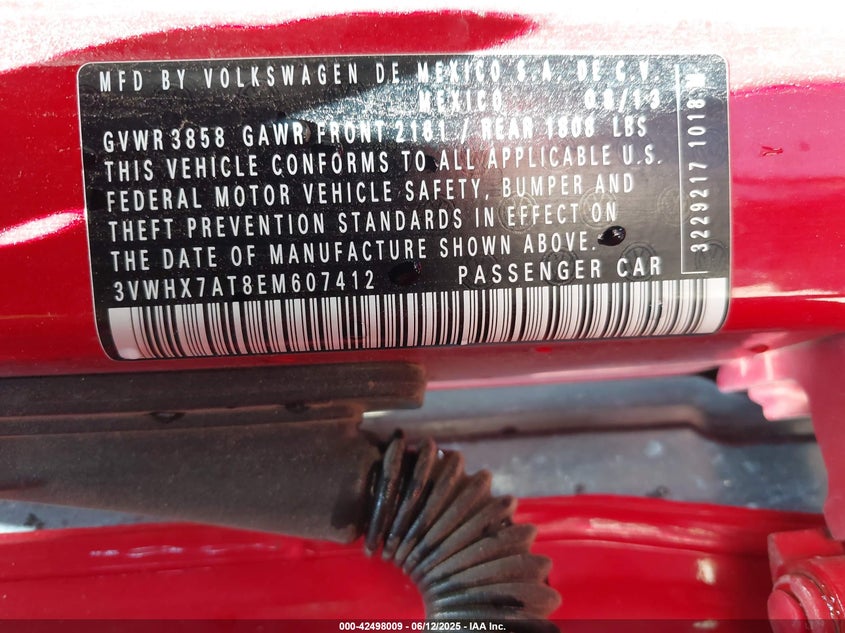 MFD BY VOLKSWAGEN DE MEXICO S.A. DE C.V.
MEXICO 08/13
GVWR 3858 GAWR FRONT 2161 / REAR 1808 LBS
THIS VEHICLE CONFORMS TO ALL APPLICABLE U.S.
FEDERAL MOTOR VEHICLE SAFETY, BUMPER AND
THEFT PREVENTION STANDARDS IN EFFECT ON
THE DATE OF MANUFACTURE SHOWN ABOVE.
3VWHX7AT8EM607412 PASSENGER CAR
3229217 1018
000-42498009 - 06/12/2025 - IAA Inc.